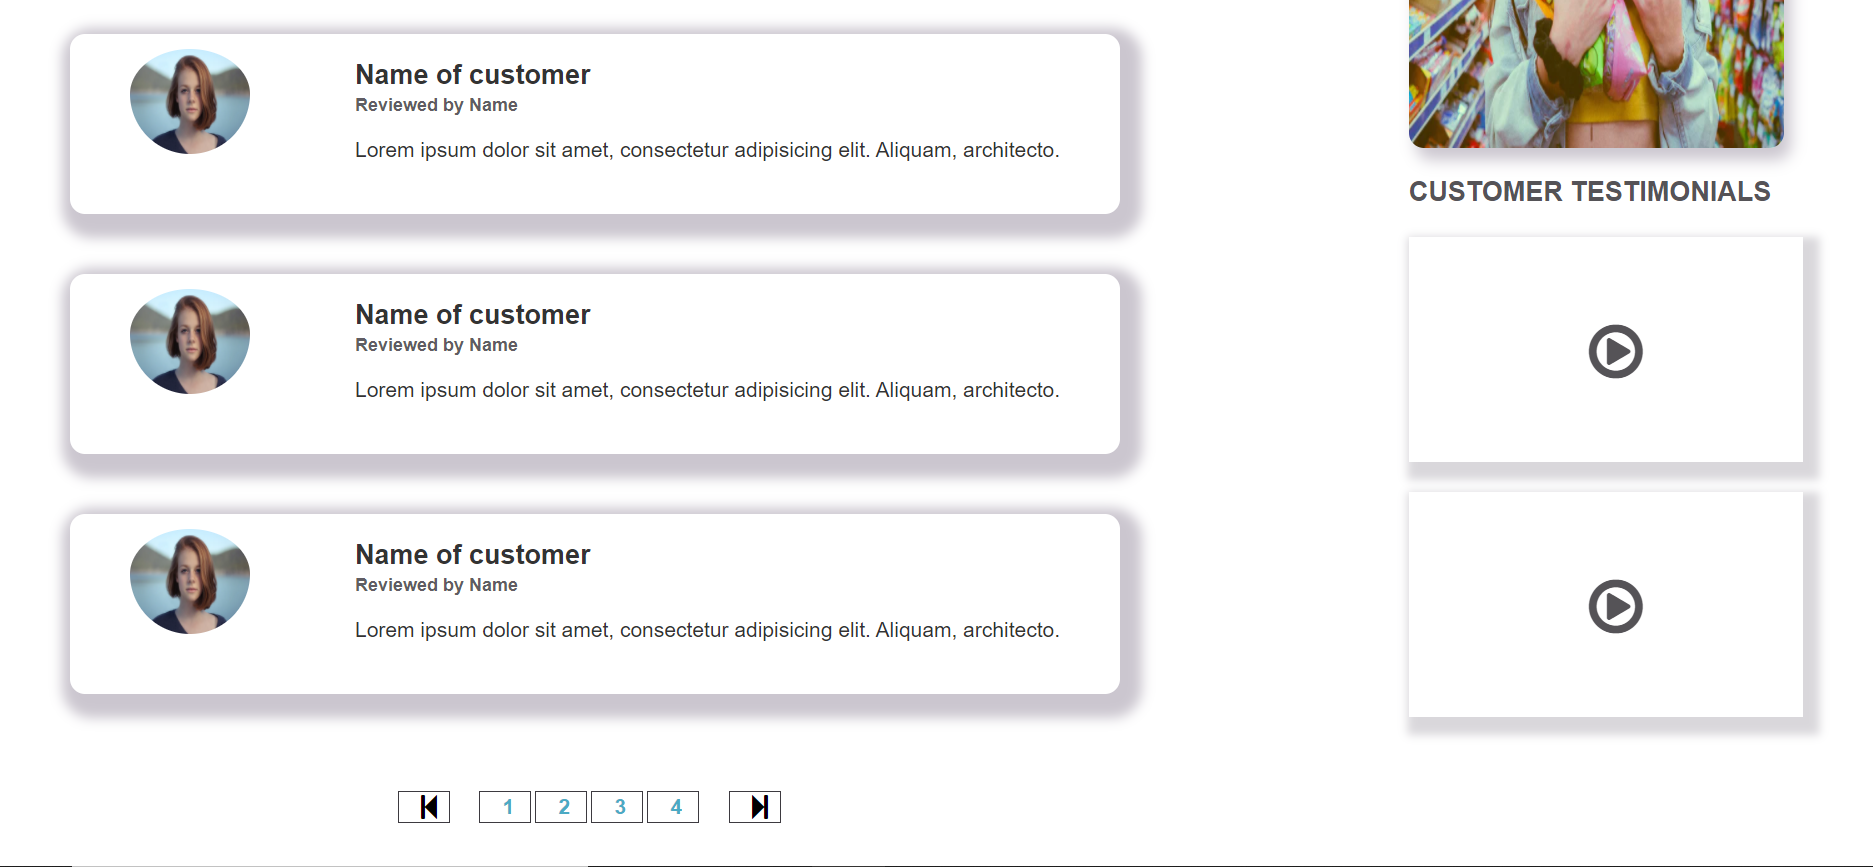 Name of customer
Reviewed by Name
Lorem ipsum dolor sit amet, consectetur adipisicing elit. Aliquam, architecto.
Name of customer
Reviewed by Name
Lorem ipsum dolor sit amet, consectetur adipisicing elit. Aliquam, architecto.
Name of customer
Reviewed by Name
Lorem ipsum dolor sit amet, consectetur adipisicing elit. Aliquam, architecto.
1 2 3 4
CUSTOMER TESTIMONIALS